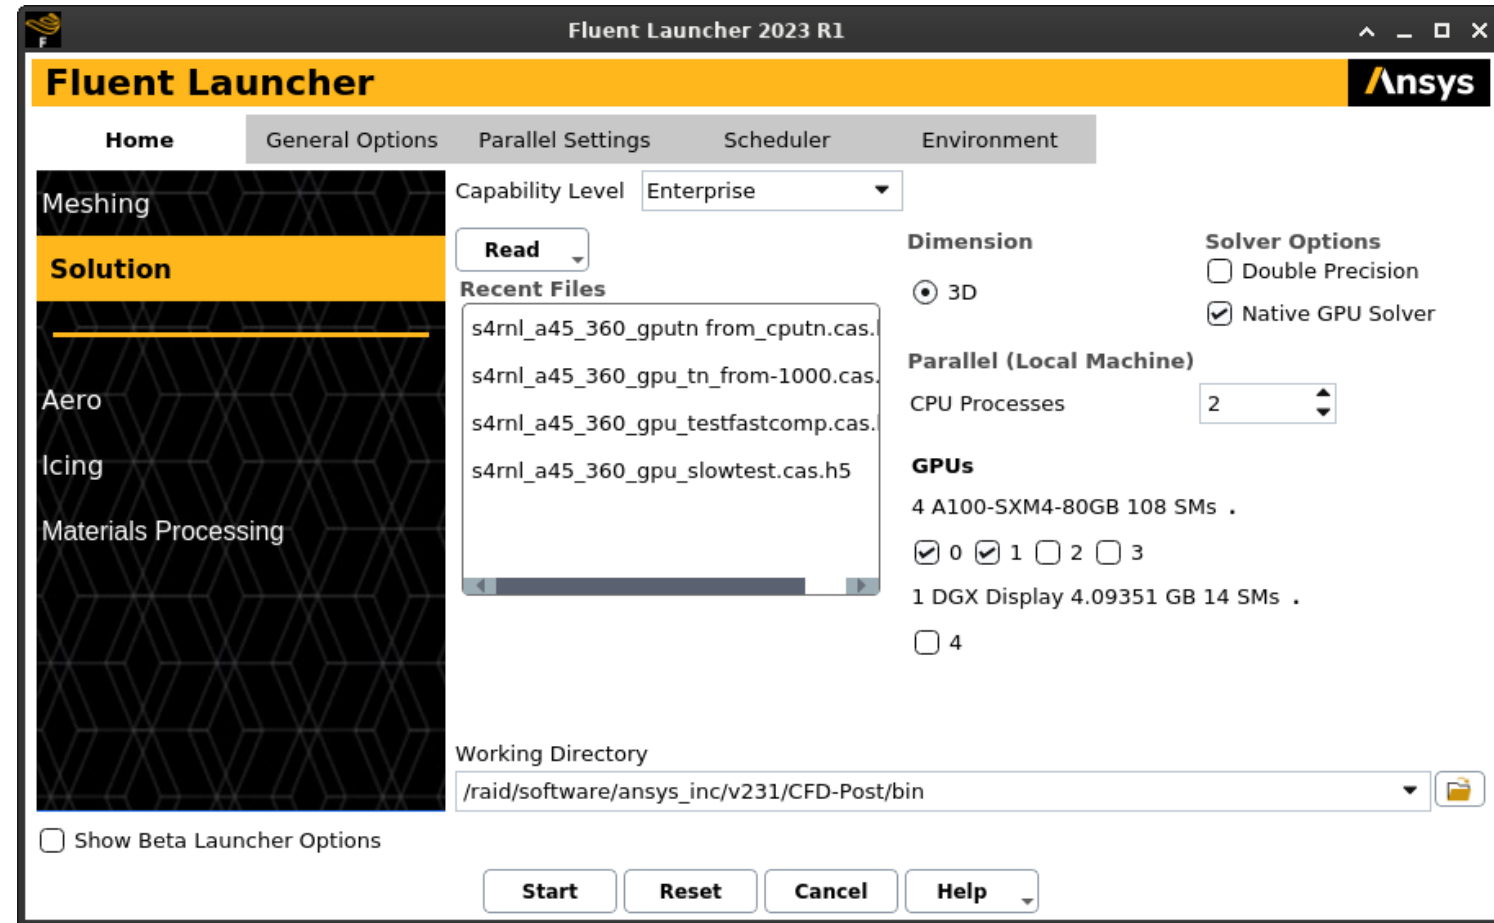 F
Fluent Launcher 2023 R1
Fluent Launcher
Ansys
Home
General Options
Parallel Settings
Scheduler
Environment
Meshing
Solution
Aero
Icing
Materials Processing
Capability Level
Enterprise
Read
Recent Files
s4rnl_a45_360_gputn from_cputn.cas.
s4rnl_a45_360_gpu_tn_from-1000.cas.
s4rnl_a45_360_gpu_testfastcomp.cas.
s4rnl_a45_360_gpu_slowtest.cas.h5
Dimension
3D
Solver Options
Double Precision
Native GPU Solver
Parallel (Local Machine)
CPU Processes
2
GPUs
4 A100-SXM4-80GB 108 SMs .
0 1 2 3
1 DGX Display 4.09351 GB 14 SMs .
4
Working Directory
/raid/software/ansys_inc/v231/CFD-Post/bin
Show Beta Launcher Options
Start
Reset
Cancel
Help